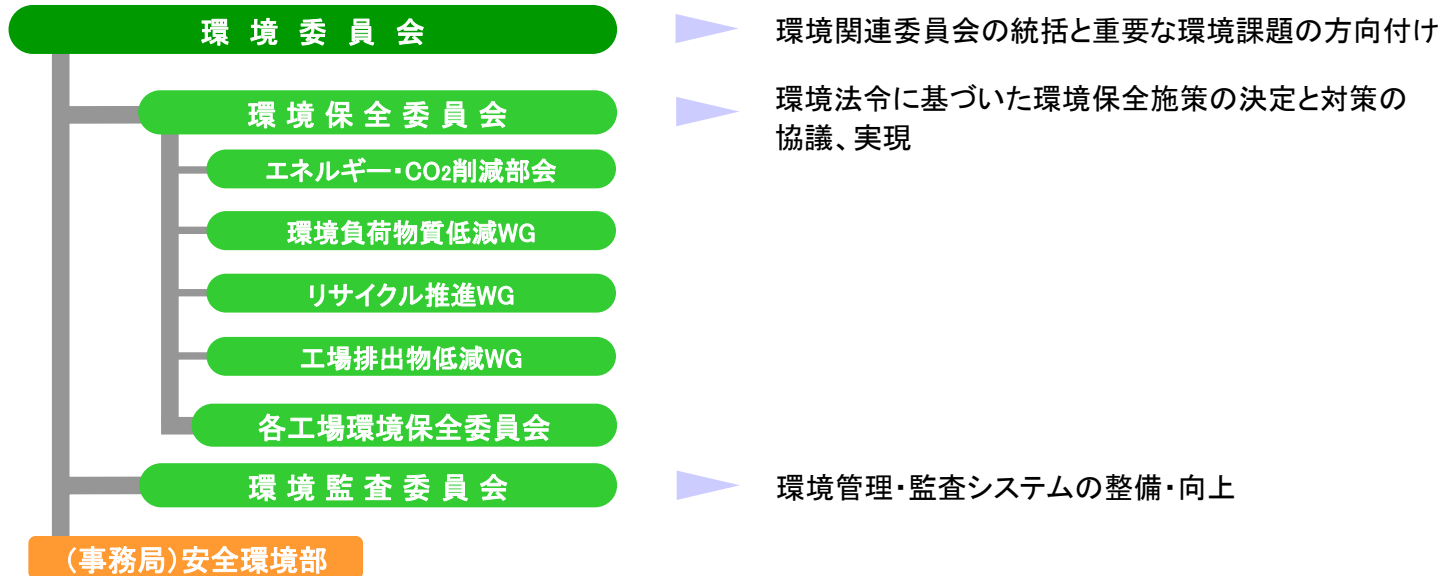 環境委員会
環境関連委員会の統括と重要な環境課題の方向付け
環境保全委員会
環境法令に基づいた環境保全施策の決定と対策の
協議、実現
エネルギー・CO2削減部会
環境負荷物質低減WG
リサイクル推進WG
工場排出物低減WG
各工場環境保全委員会
環境監査委員会
環境管理・監査システムの整備・向上
（事務局）安全環境部